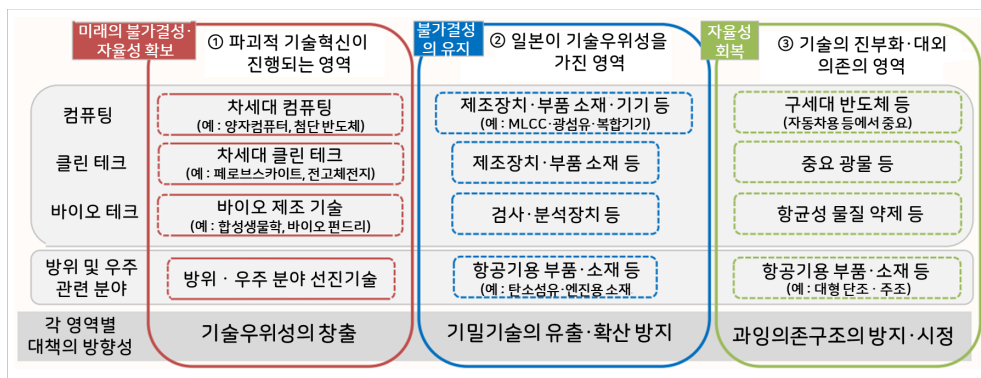 미래의 불가결성·
자율성 확보
① 파괴적 기술혁신이
진행되는 영역
불가결성
의 유지
② 일본이 기술우위성을
가진 영역
자율성
회복
③ 기술의 진부화·대외
의존의 영역
컴퓨팅
차세대 컴퓨팅
(예 : 양자컴퓨터, 첨단 반도체)
제조장치·부품 소재·기기 등
(예 : MLCC·광섬유·복합기기)
구세대 반도체 등
(자동차용 등에서 중요)
클린 테크
차세대 클린 테크
(예 : 페로브스카이트, 전고체전지)
제조장치·부품 소재 등
중요 광물 등
바이오 테크
바이오 제조 기술
(예 : 합성생물학, 바이오 펀드리)
검사·분석장치 등
항균성 물질 약제 등
방위 및 우주
관련 분야
방위 · 우주 분야 선진기술
항공기용 부품·소재 등
(예 : 탄소섬유·엔진용 소재
항공기용 부품·소재 등
(예 : 대형 단조 · 주조)
각 영역별
대책의 방향성
기술우위성의 창출
기밀기술의 유출·확산 방지
과잉의존구조의 방지·시정